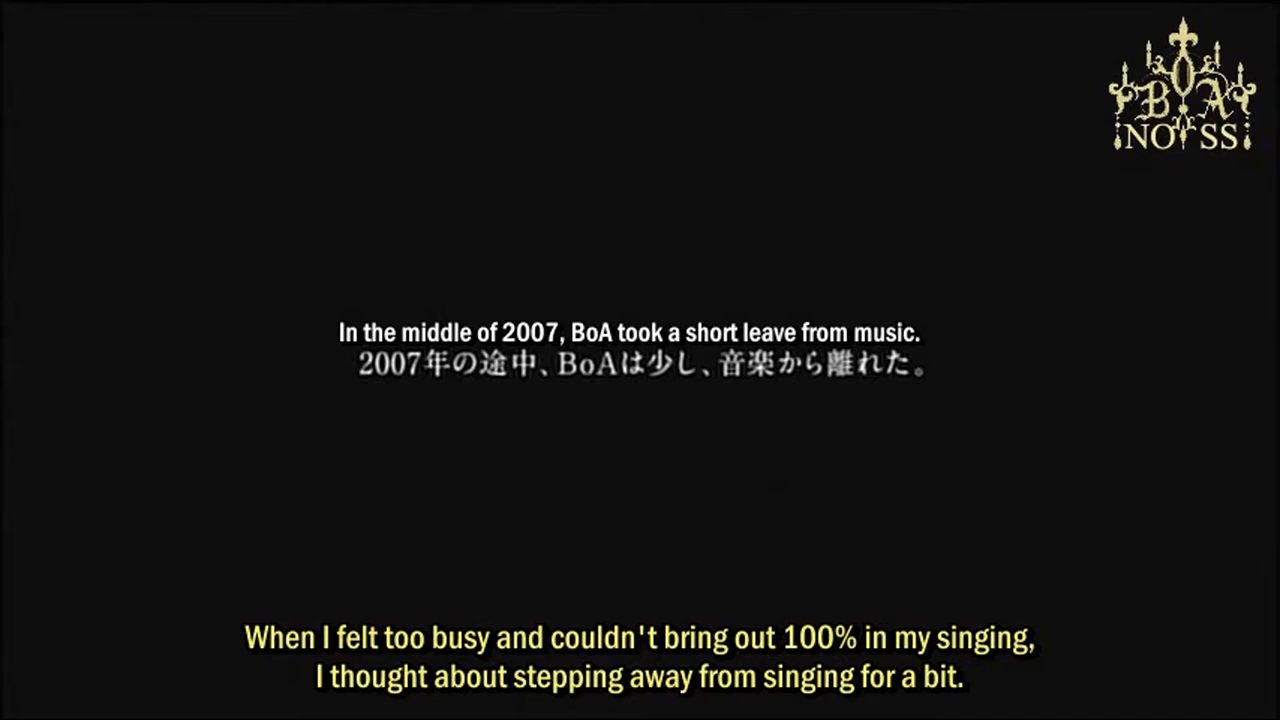 B A
NO SS
In the middle of 2007, BoA took a short leave from music.
2007年の途中、BoAは少し、音楽から離れた。
When I felt too busy and couldn't bring out 100% in my singing,
I thought about stepping away from singing for a bit.